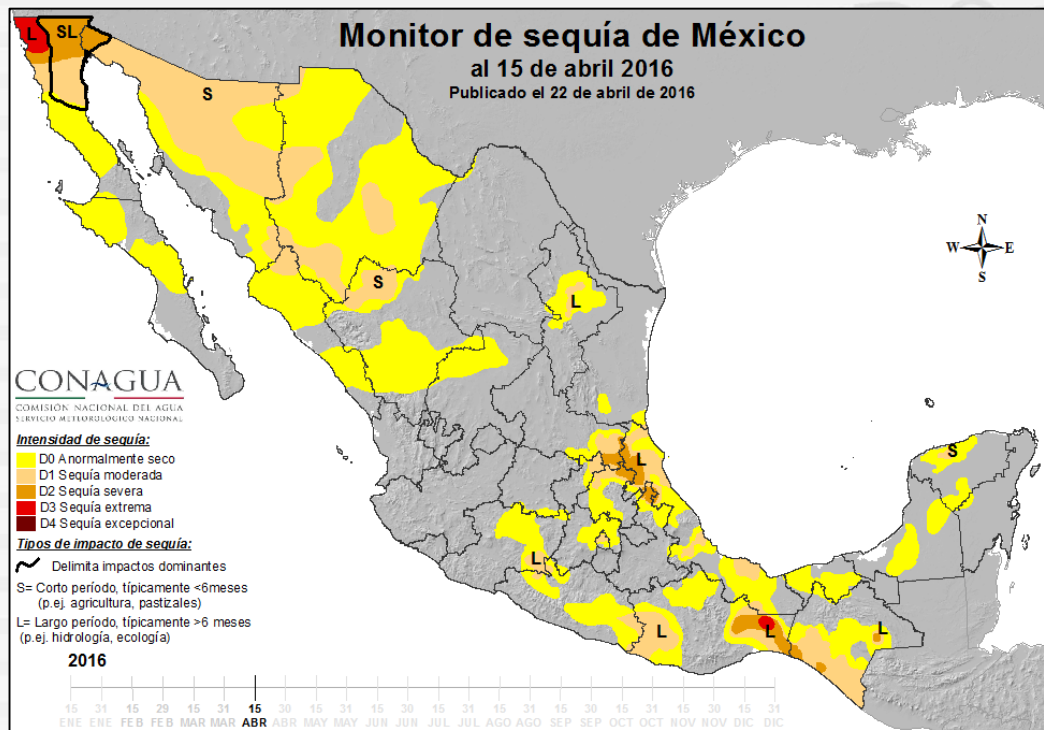 Monitor de sequía de México
al 15 de abril 2016
Publicado el 22 de abril de 2016
L
SL
S
S
L
L
S
L
L
L
L
N
W E
S
CONAGUA
COMISIÓN NACIONAL DEL AGUA
SERVICIO METEOROLÓGICO NACIONAL
Intensidad de sequía:
D0 Anormalmente seco
D1 Sequía moderada
D2 Sequía severa
D3 Sequía extrema
D4 Sequía excepcional
Tipos de impacto de sequía:
Delimita impactos dominantes
S= Corto período, típicamente <6meses
(p.ej. agricultura, pastizales)
L= Largo período, típicamente >6 meses
(p.ej. hidrología, ecología)
2016
15 31 15 29 15 31 15 30 15 31 15 30 15 31 15 31 15 30 15 31 15 30 15 31
ENE ENE FEB FEB MAR MAR ABR ABR MAY MAY JUN JUN JUL JUL AGO AGO SEP SEP OCT OCT NOV NOV DIC DIC